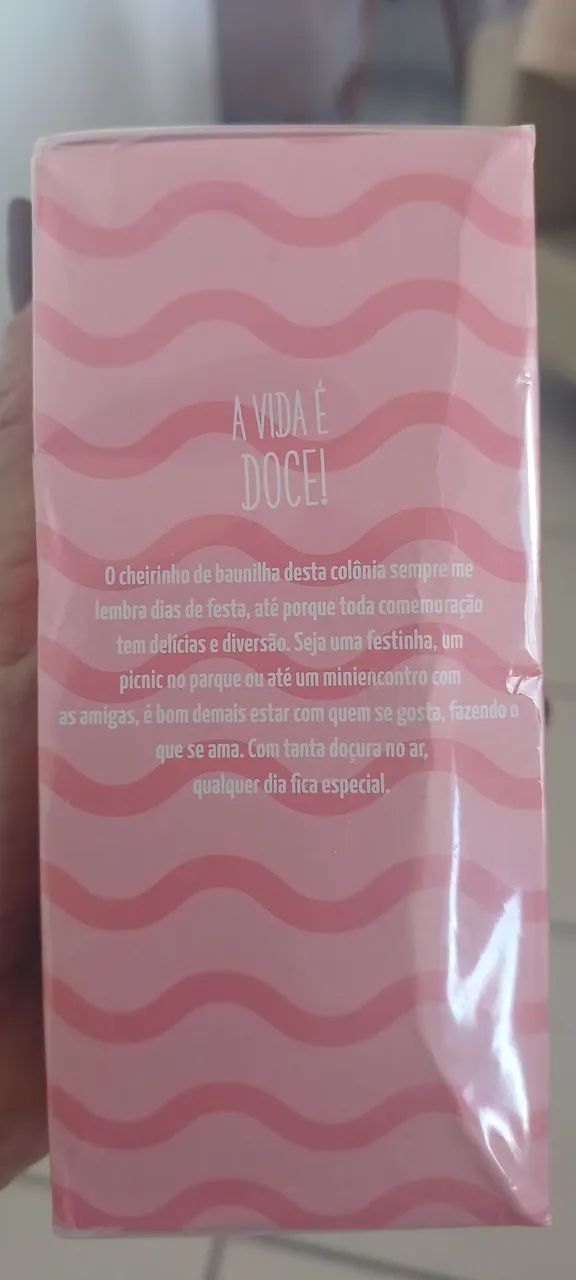 A VIDA É
DOCE!
O cheirinho de baunilha desta colônia sempre me
lembra dias de festa, até porque toda comemoração
tem delícias e diversão. Seja uma festinha, um
picnic no parque ou até um miniencontro com
as amigas, é bom demais estar com quem se gosta, fazendo o
que se ama. Com tanta doçura no ar,
qualquer dia fica especial.